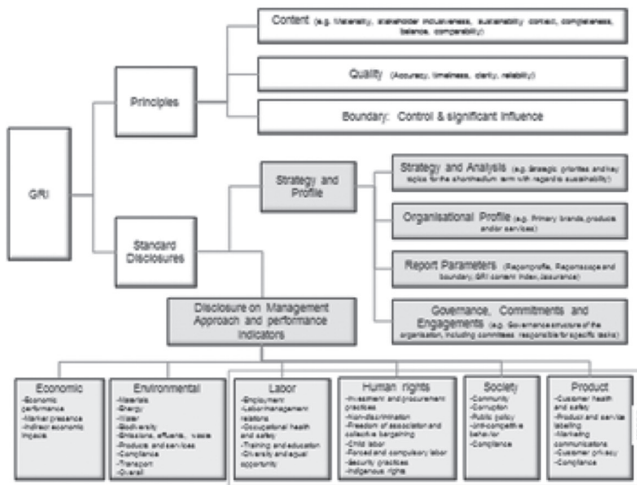 Content (e.g. Materiality, stakeholder inclusiveness, sustainability context, completeness,
balance, comparability)
Quality (Accuracy, timeliness, clarity, reliability)
Boundary: Control & significant influence
Principles
GRI
Strategy and
Profile
Strategy and Analysis (e.g. Strategic priorities and key
topics for the short/medium term with regard to sustainability)
Organisational Profile (e.g. Primary brands, products
and/or services)
Standard
Disclosures
Report Parameters (Report profile, Report scope and
boundary, GRI content index, Assurance)
Disclosure on Management
Approach and performance
indicators
Governance, Commitments and
Engagements (e.g. Governance structure of the
organisation, including committees responsible for specific tasks)
Economic
-Economic
performance
-Market presence
-Indirect economic
impacts
Environmental
-Materials
-Energy
-Water
-Biodiversity
-Emissions, effluents, waste
-Products and services
-Compliance
-Transport
-Overall
Labor
-Employment
-Labor/management
relations
-Occupational health
and safety
-Training and education
-Diversity and equal
opportunity
Human rights
-Investment and procurement
practices
-Non-discrimination
-Freedom of association and
collective bargaining
-Child labor
-Forced and compulsory labor
-Security practices
-Indigenous rights
Society
-Community
-Corruption
-Public policy
-Anti-competitive
behavior
-Compliance
Product
-Customer health
and safety
-Product and service
labeling
-Marketing
communications
-Customer privacy
-Compliance